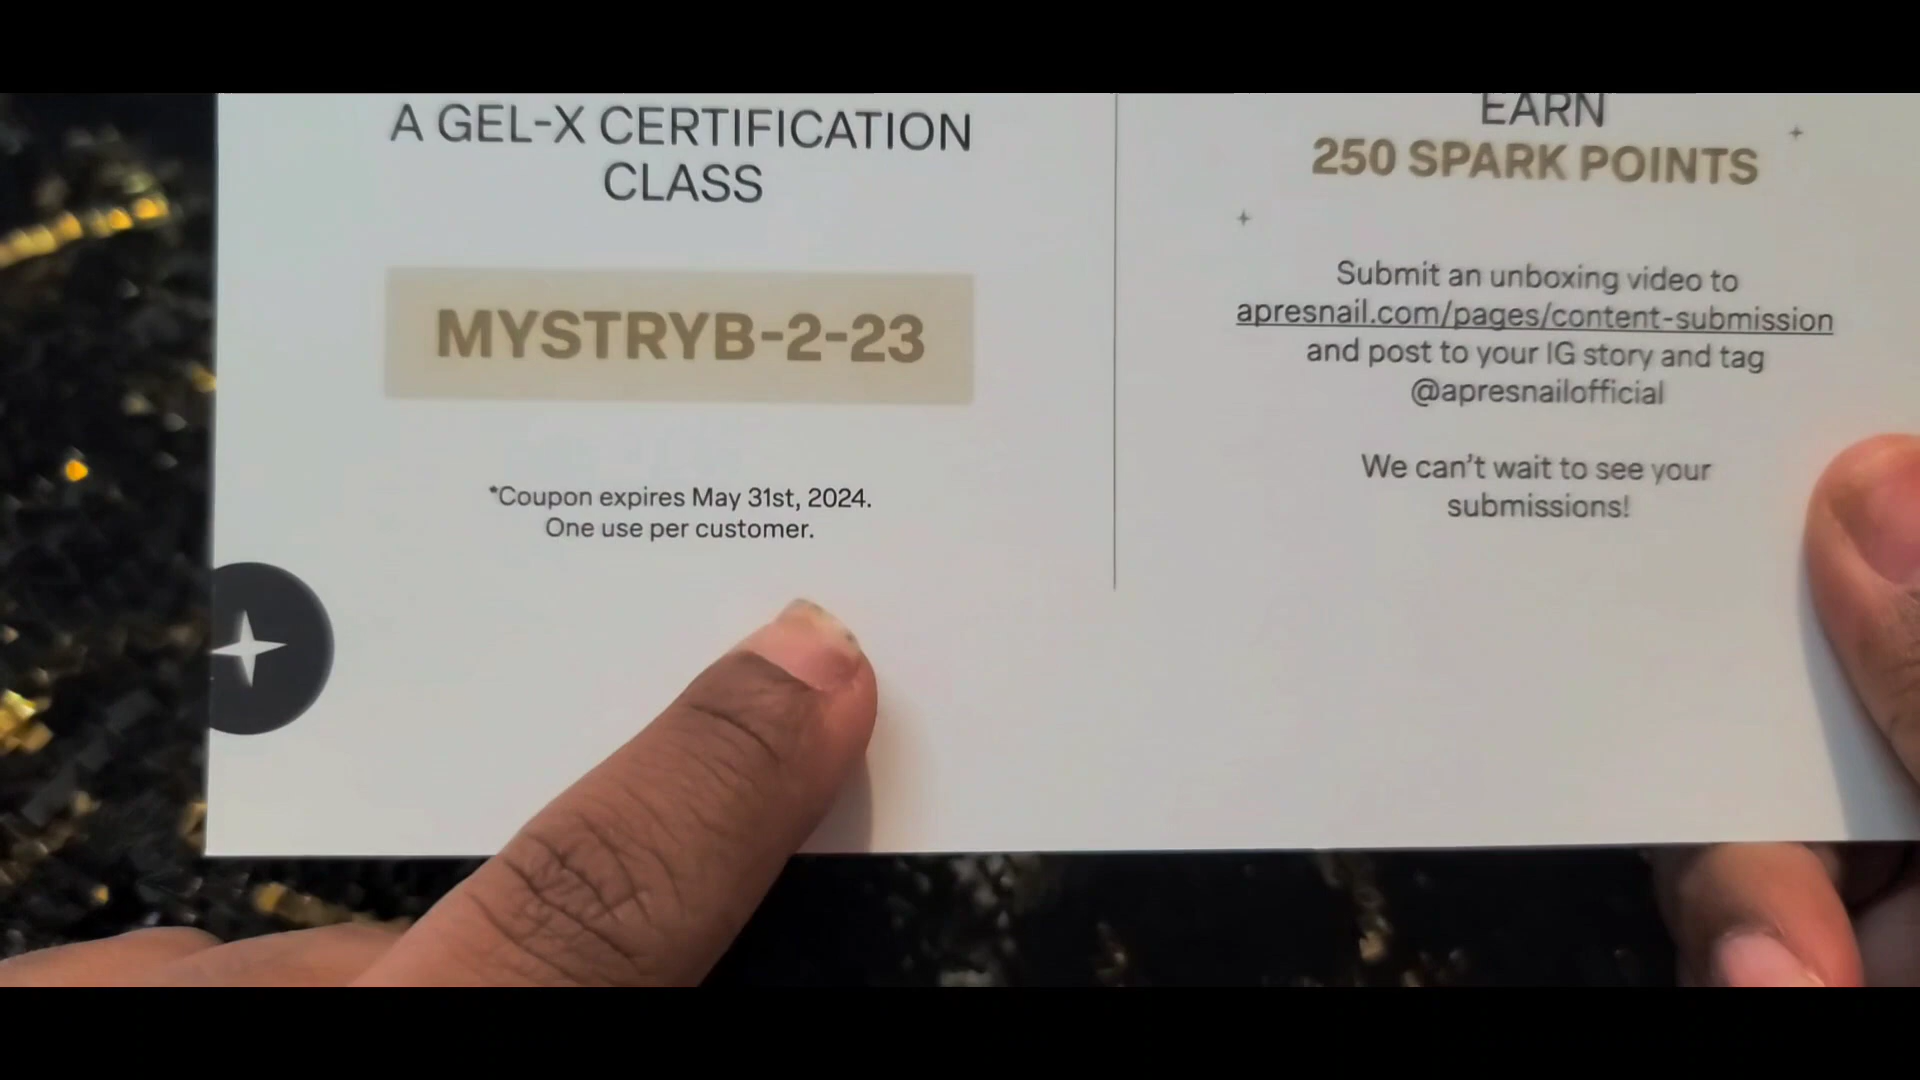 A GEL-X CERTIFICATION
CLASS
MYSTRYB-2-23
*Coupon expires May 31st, 2024.
One use per customer.
EARN
250 SPARK POINTS
Submit an unboxing video to
apresnail.com/pages/content-submission
and post to your IG story and tag
@apresnailofficial
We can't wait to see your
submissions!